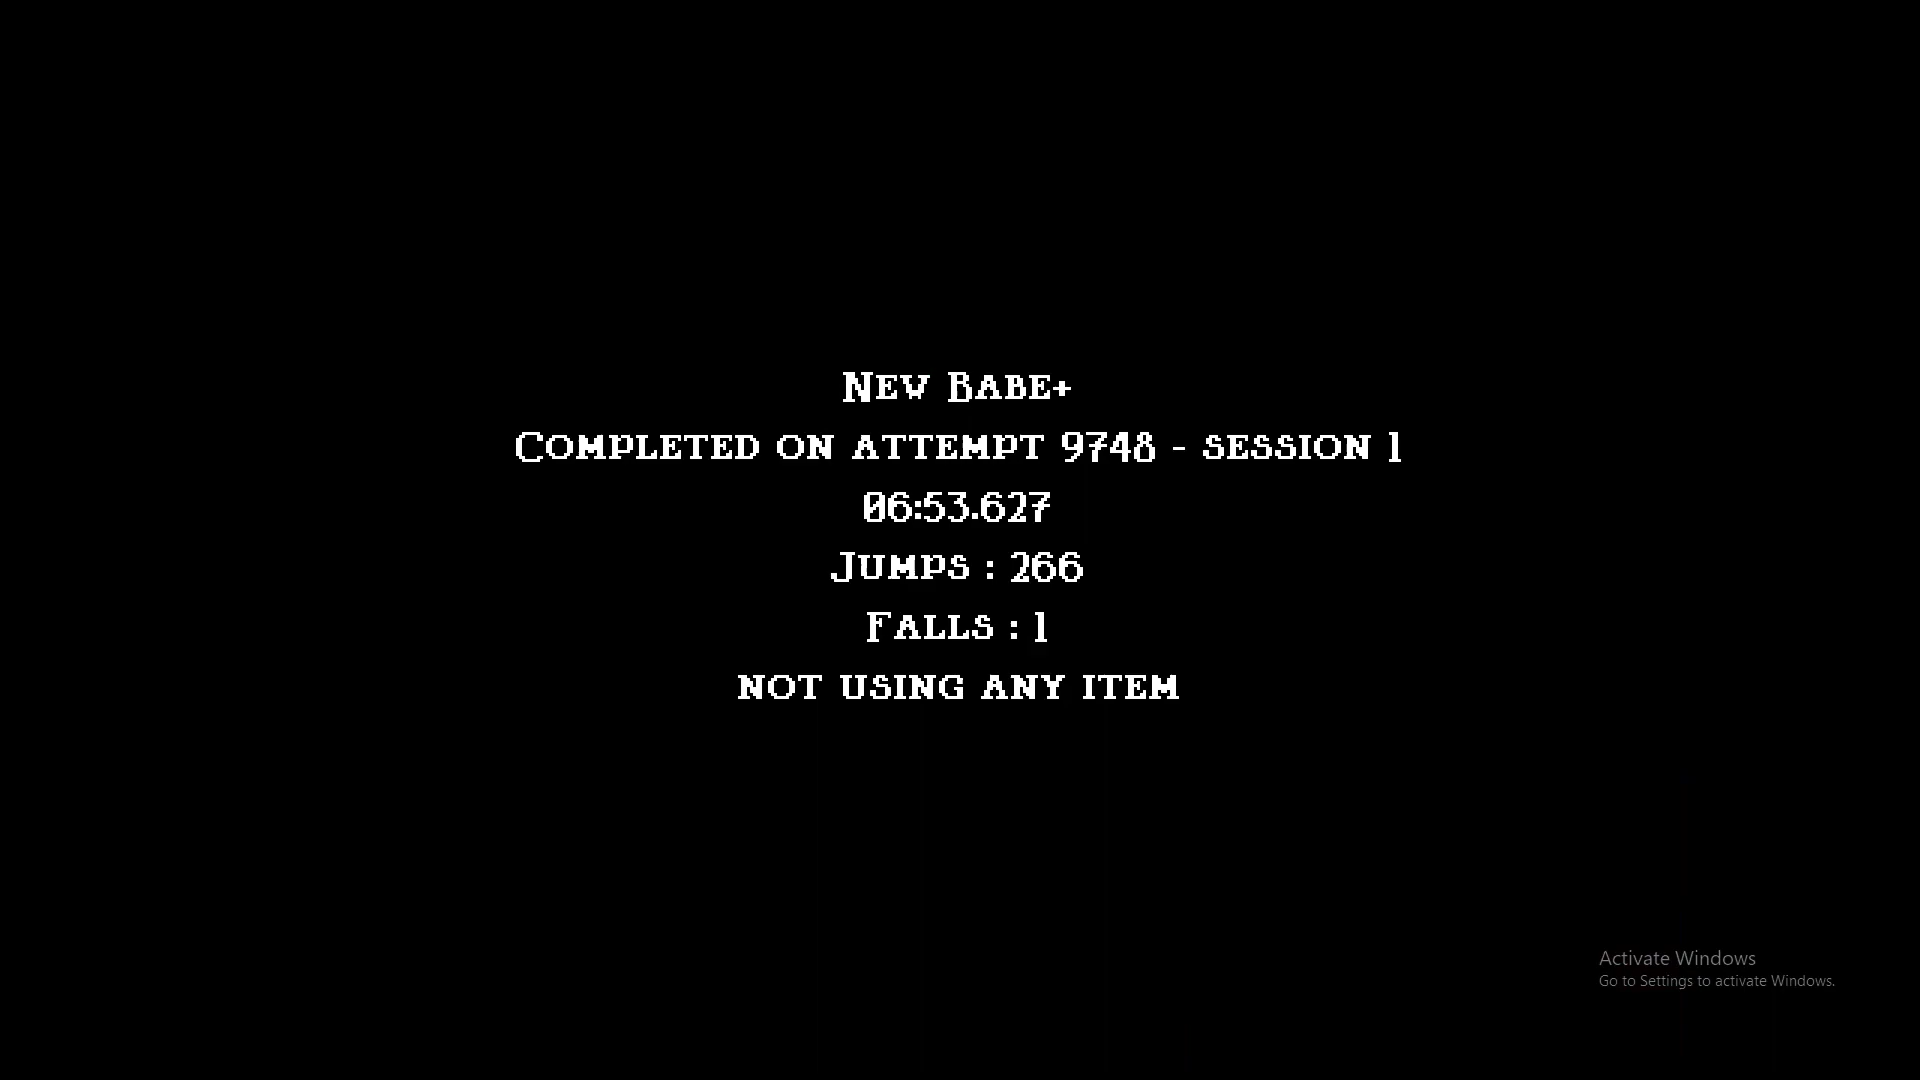 New Babe+
Completed on attempt 9748 - session 1
06:53.627
Jumps : 266
Falls : 1
not using any item
Activate Windows
Go to Settings to activate Windows.